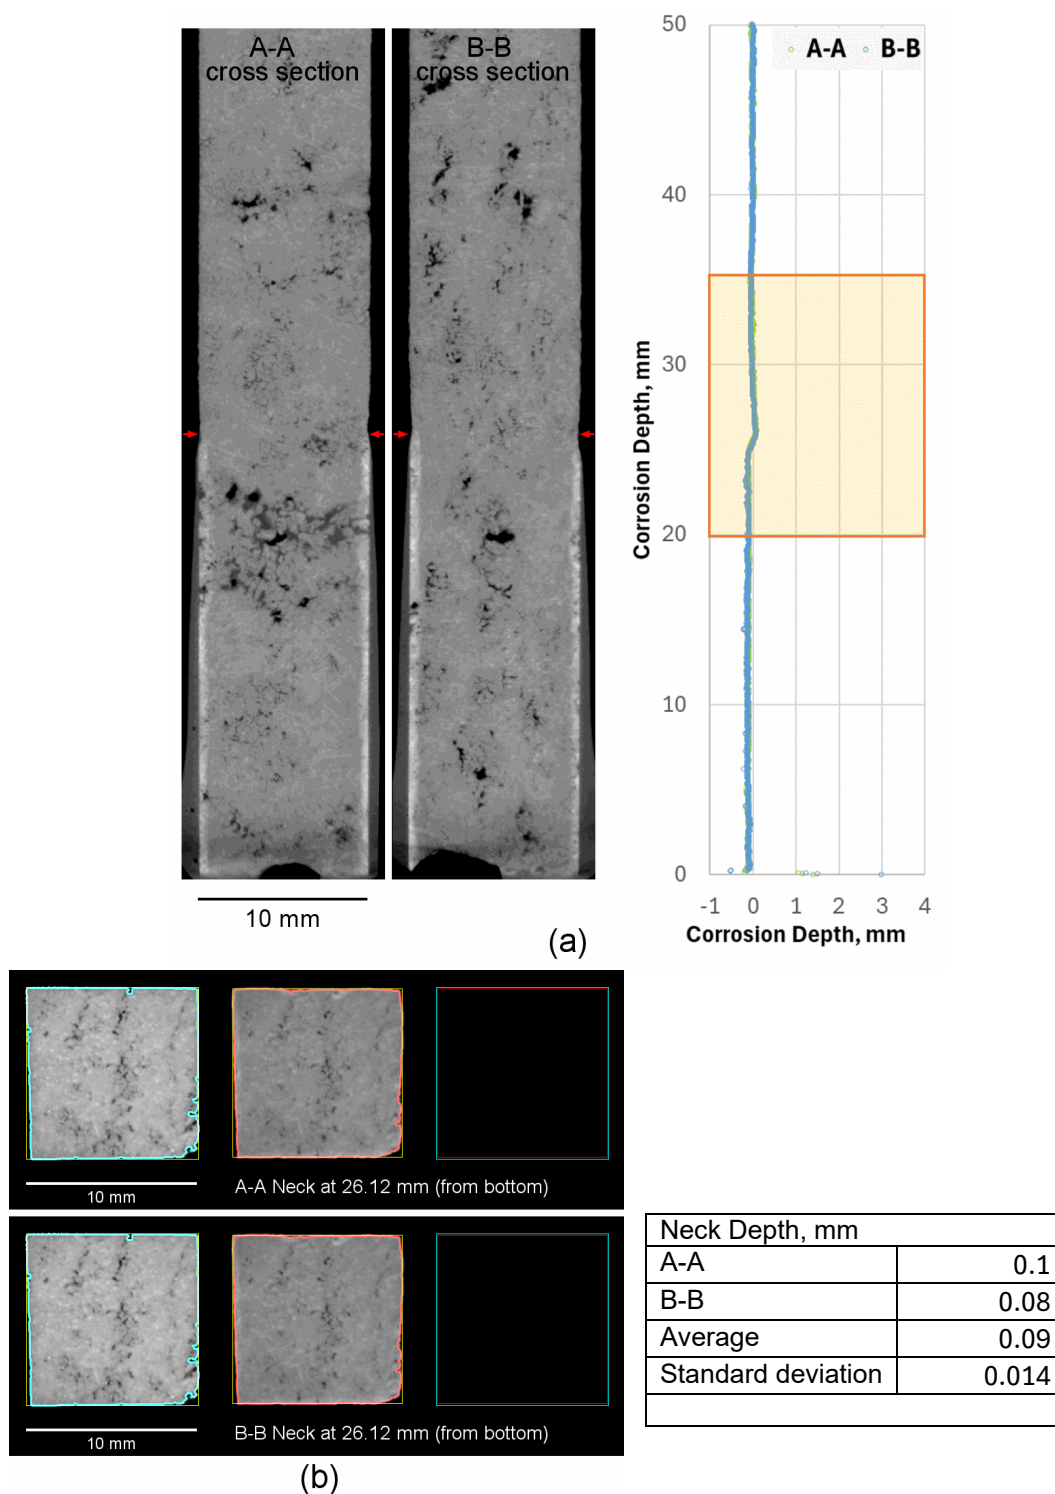 A-A
cross section
B-B
cross section
A-A
B-B
50
40
30
20
10
0
Corrosion Depth, mm
-1 0 1 2 3 4
Corrosion Depth, mm
10 mm
(a)
10 mm
A-A Neck at 26.12 mm (from bottom)
10 mm
B-B Neck at 26.12 mm (from bottom)
(b)
Neck Depth, mm
A-A 0.1
B-B 0.08
Average 0.09
Standard deviation 0.014